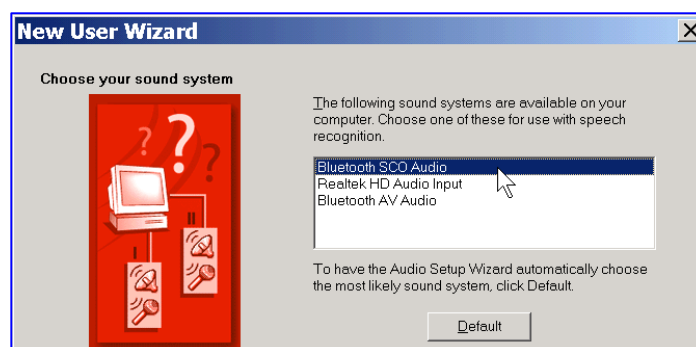 New User Wizard
Choose your sound system
The following sound systems are available on your
computer. Choose one of these for use with speech
recognition.
Bluetooth SCO Audio
Realtek HD Audio Input
Bluetooth AV Audio
To have the Audio Setup Wizard automatically choose
the most likely sound system, click Default.
Default
? ? ?
I
II